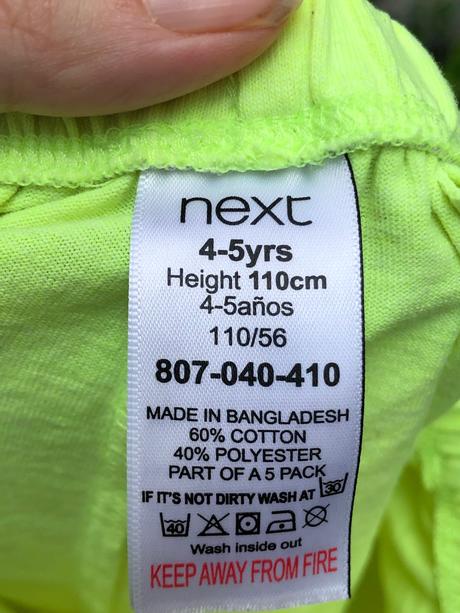 next
4-5yrs
Height 110cm
4-5años
110/56
807-040-410
MADE IN BANGLADESH
60% COTTON
40% POLYESTER
PART OF A 5 PACK
IF IT'S NOT DIRTY WASH AT 30°
40
Wash inside out
KEEP AWAY FROM FIRE